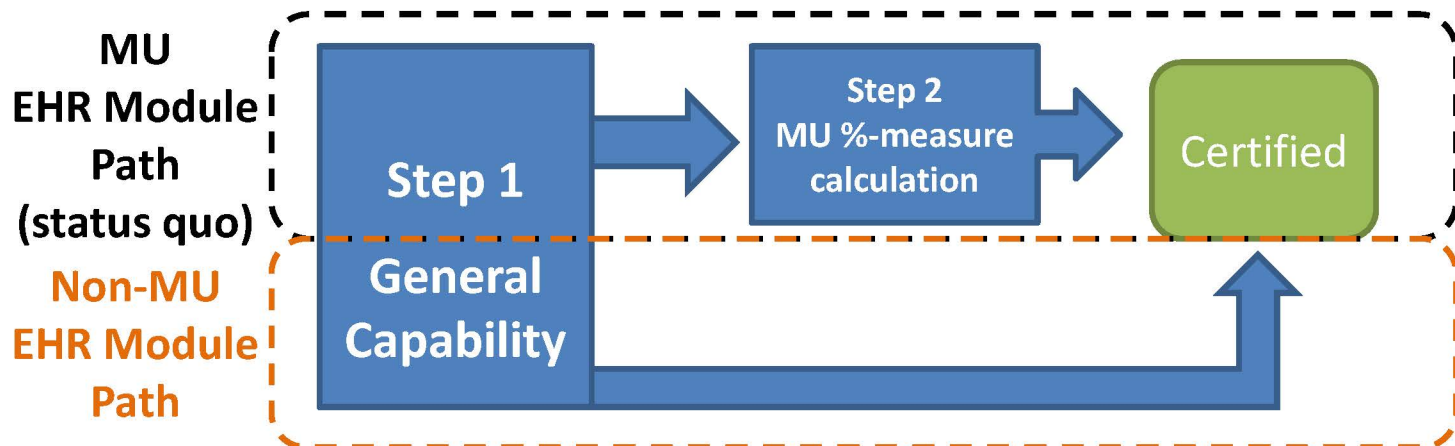 MU
EHR Module
Path
(status quo)
Non-MU
EHR Module
Path
Step 1
General
Capability
Step 2
MU %-measure
calculation
Certified